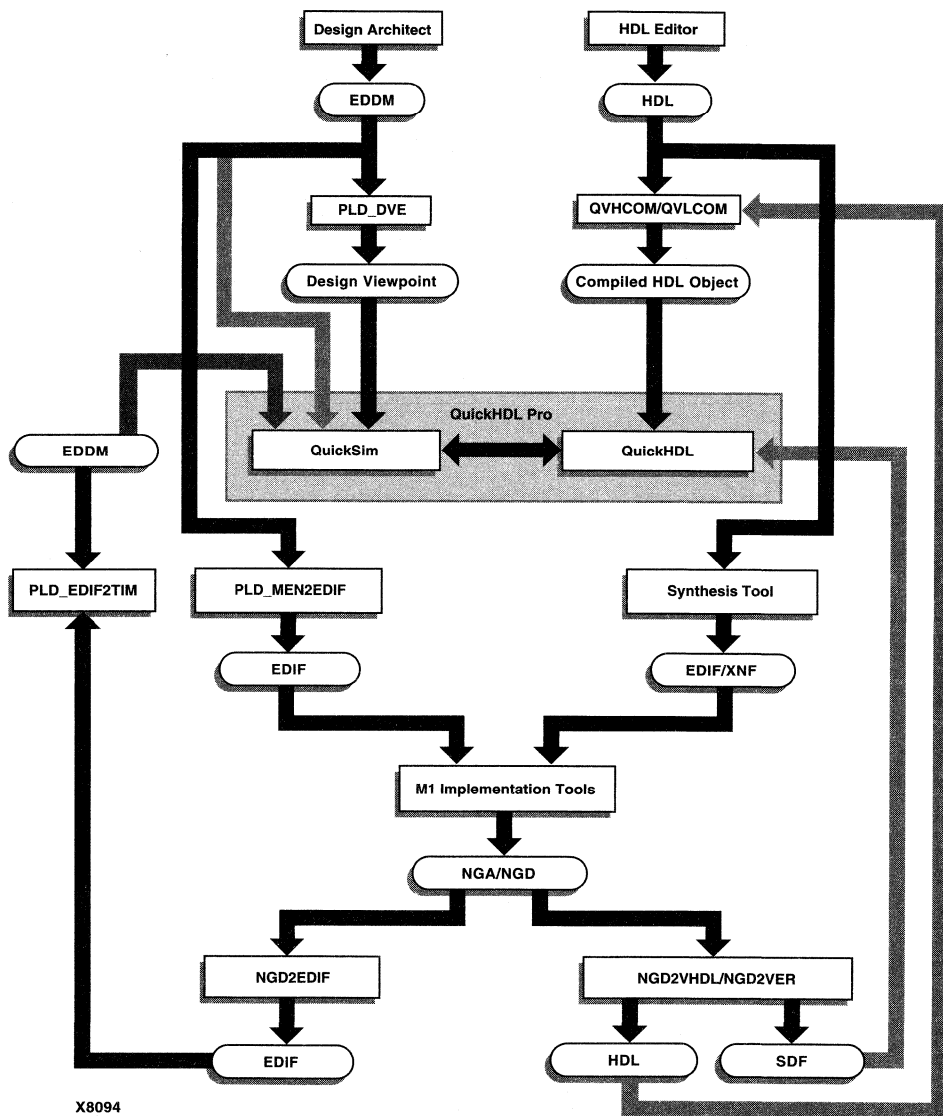 Design Architect
HDL Editor
EDDM
HDL
PLD_DVE
QVHCOM/QVLCOM
Design Viewpoint
Compiled HDL Object
QuickHDL Pro
EDDM
QuickSim
QuickHDL
PLD_EDIF2TIM
PLD_MEN2EDIF
Synthesis Tool
EDIF
EDIF/XNF
M1 Implementation Tools
NGA/NGD
NGD2EDIF
NGD2VHDL/NGD2VER
EDIF
HDL
SDF
X8094